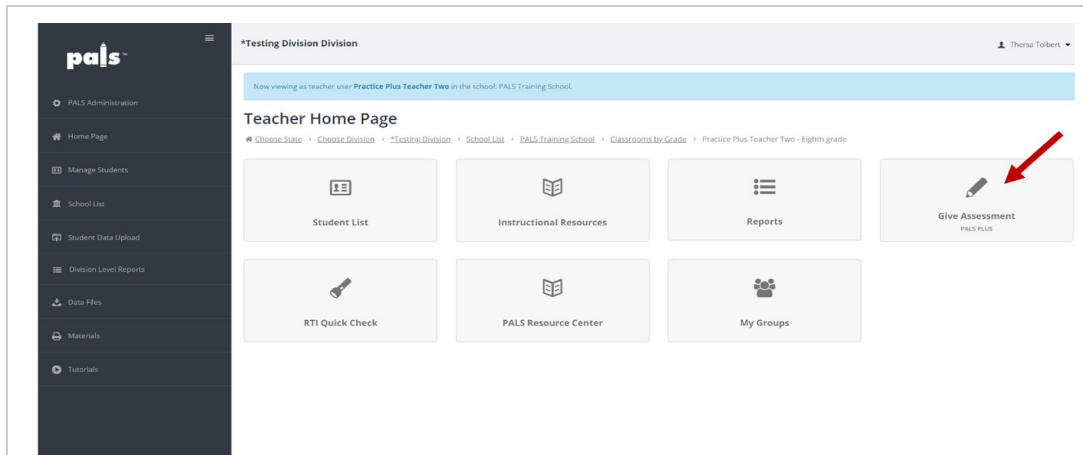 pals™
*Testing Division Division
Thersa Tolbert
Now viewing as teacher user Practice Plus Teacher Two in the school: PALS Training School.
Teacher Home Page
Choose State › Choose Division › *Testing Division › School List › PALS Training School › Classrooms by Grade › Practice Plus Teacher Two - Eighth grade
PALS Administration
Home Page
Manage Students
School List
Student Data Upload
Division Level Reports
Data Files
Materials
Tutorials
Student List
Instructional Resources
Reports
Give Assessment
PALS PLUS
RTI Quick Check
PALS Resource Center
My Groups